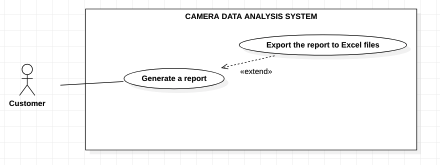 CAMERA DATA ANALYSIS SYSTEM
Export the report to Excel files
«extend»
Generate a report
Customer